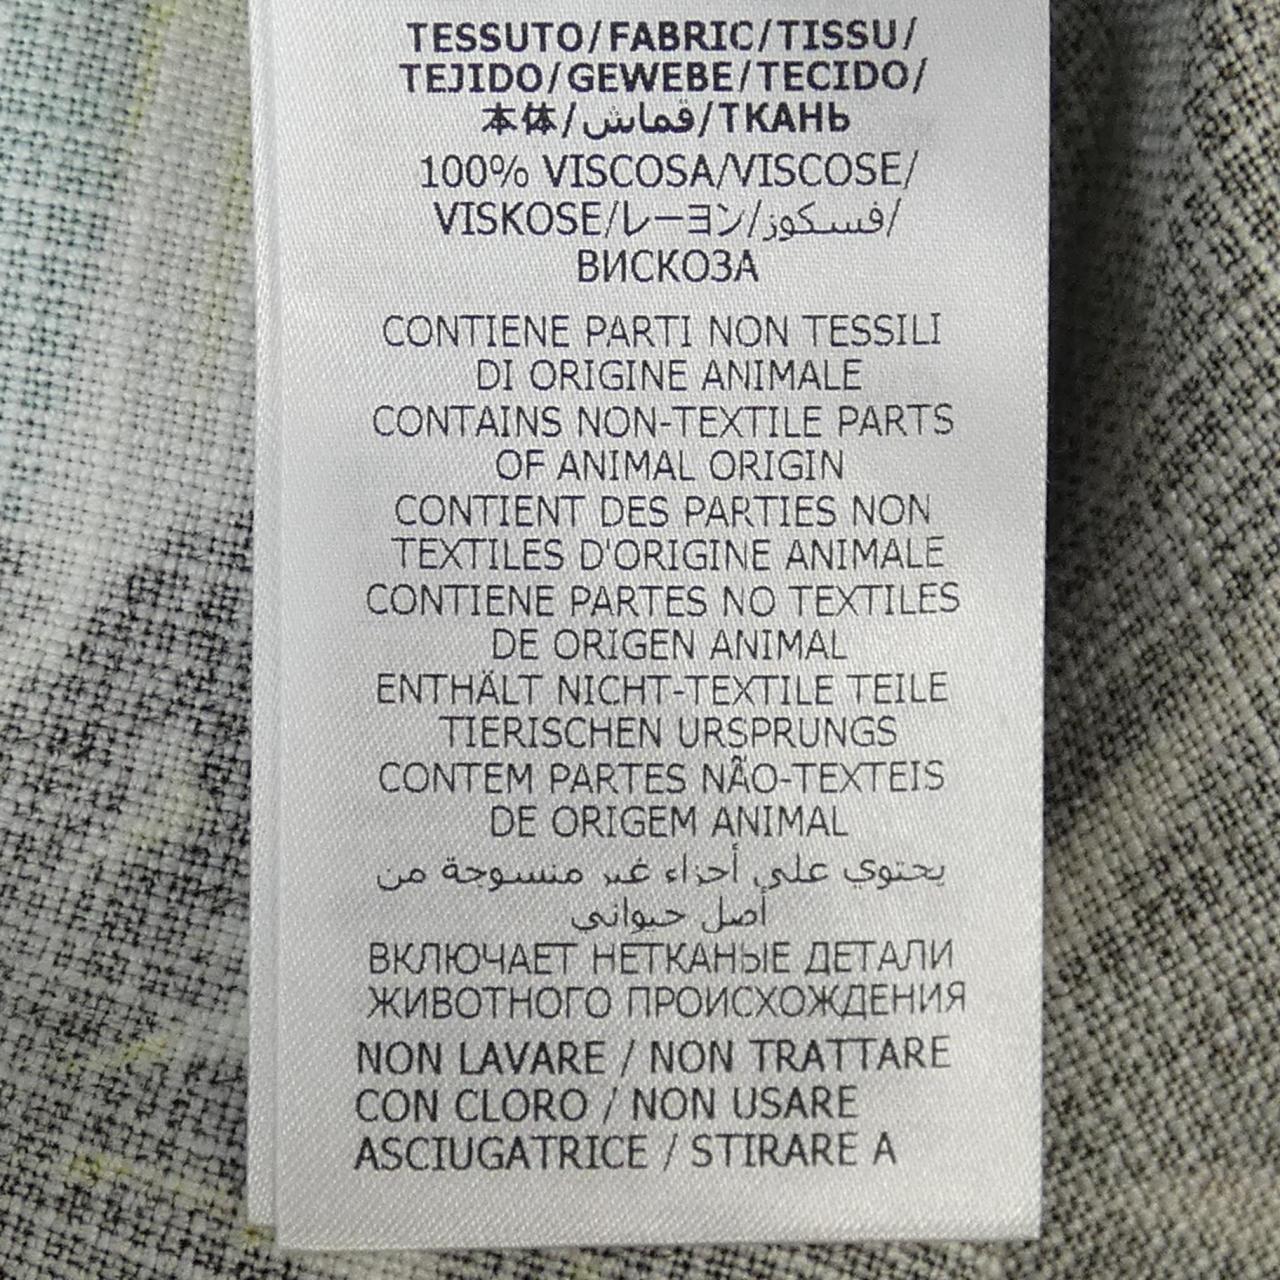 TESSUTO/FABRIC/TISSU/
TEJIDO/GEWEBE/TECIDO/
本体/قماش/ТКАНЬ
100% VISCOSA/VISCOSE/
VISKOSE/レーヨン/فسكوز/
ВИСКОЗА
CONTIENE PARTI NON TESSILI
DI ORIGINE ANIMALE
CONTAINS NON-TEXTILE PARTS
OF ANIMAL ORIGIN
CONTIENT DES PARTIES NON
TEXTILES D'ORIGINE ANIMALE
CONTIENE PARTES NO TEXTILES
DE ORIGEN ANIMAL
ENTHÄLT NICHT-TEXTILE TEILE
TIERISCHEN URSPRUNGS
CONTEM PARTES NÃO-TEXTEIS
DE ORIGEM ANIMAL
يحتوي على أجزاء غير منسوجة من
أصل حيواني
ВКЛЮЧАЕТ НЕТКАНЫЕ ДЕТАЛИ
ЖИВОТНОГО ПРОИСХОЖДЕНИЯ
NON LAVARE / NON TRATTARE
CON CLORO / NON USARE
ASCIUGATRICE / STIRARE A